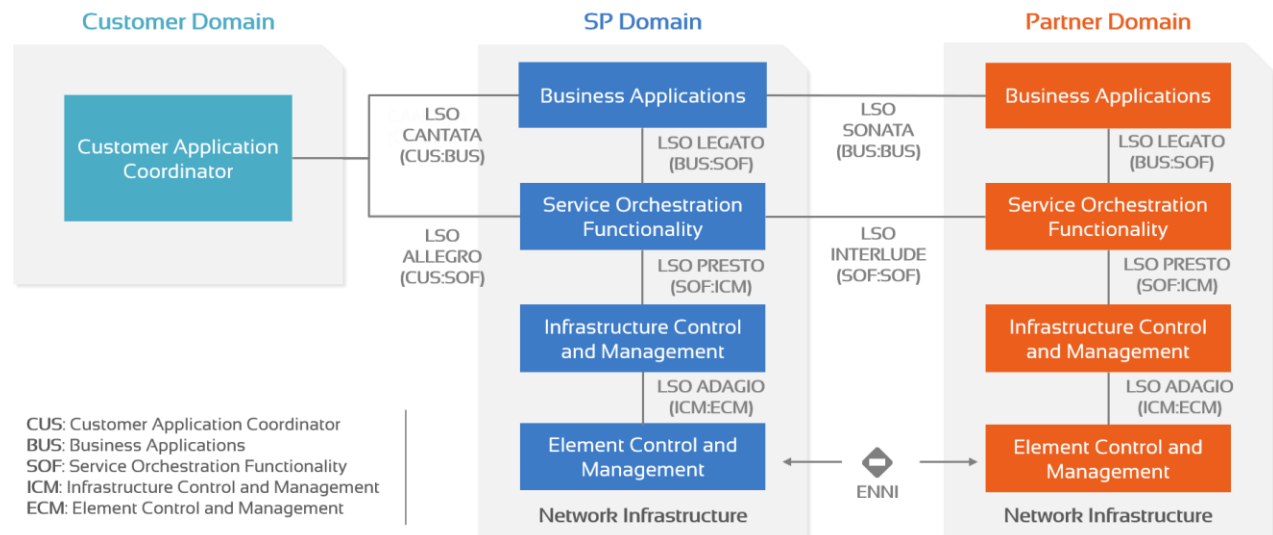 Customer Domain
SP Domain
Partner Domain
Customer Application
Coordinator
LSO
CANTATA
(CUS:BUS)
LSO
ALLEGRO
(CUS:SOF)
Business Applications
LSO LEGATO
(BUS:SOF)
Service Orchestration
Functionality
LSO PRESTO
(SOF:ICM)
Infrastructure Control
and Management
LSO ADAGIO
(ICM:ECM)
Element Control and
Management
Network Infrastructure
LSO
SONATA
(BUS:BUS)
LSO
INTERLUDE
(SOF:SOF)
ENNI
Business Applications
LSO LEGATO
(BUS:SOF)
Service Orchestration
Functionality
LSO PRESTO
(SOF:ICM)
Infrastructure Control
and Management
LSO ADAGIO
(ICM:ECM)
Element Control and
Management
Network Infrastructure
CUS: Customer Application Coordinator
BUS: Business Applications
SOF: Service Orchestration Functionality
ICM: Infrastructure Control and Management
ECM: Element Control and Management